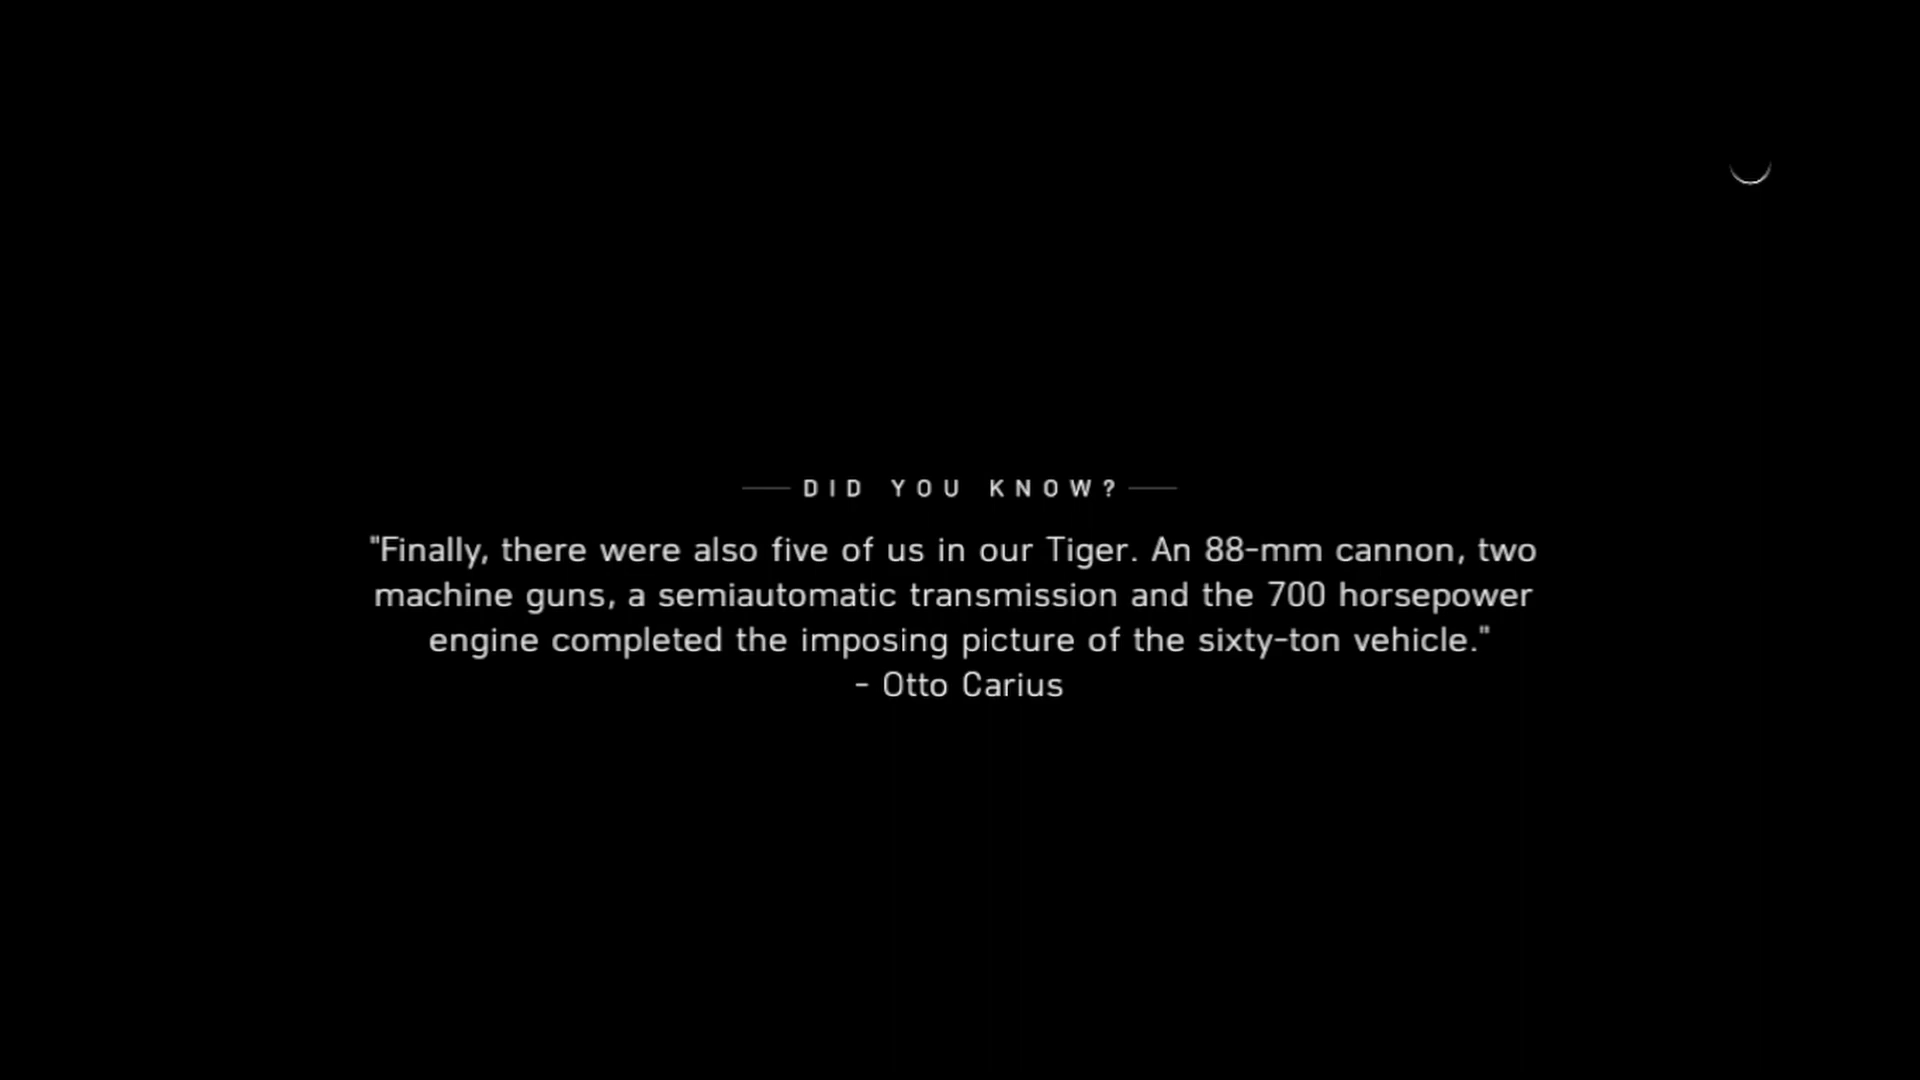 DID YOU KNOW?
"Finally, there were also five of us in our Tiger. An 88-mm cannon, two
machine guns, a semiautomatic transmission and the 700 horsepower
engine completed the imposing picture of the sixty-ton vehicle."
- Otto Carius